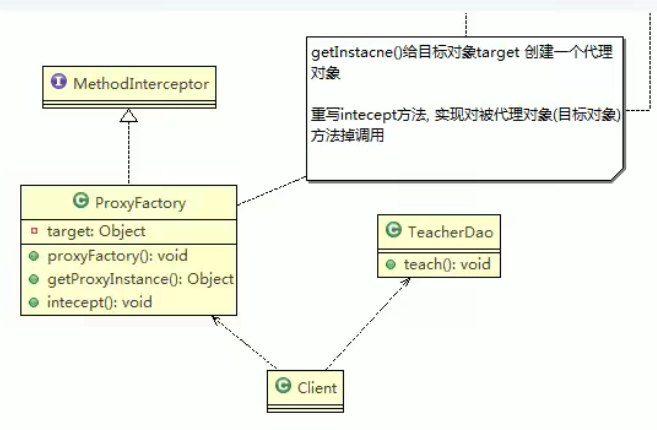 getInstacne()给目标对象target 创建一个代理
对象
重写intecept方法, 实现对被代理对象(目标对象)
方法掉调用
I MethodInterceptor
C ProxyFactory
target: Object
proxyFactory(): void
getProxyInstance(): Object
intecept(): void
C TeacherDao
teach(): void
C Client